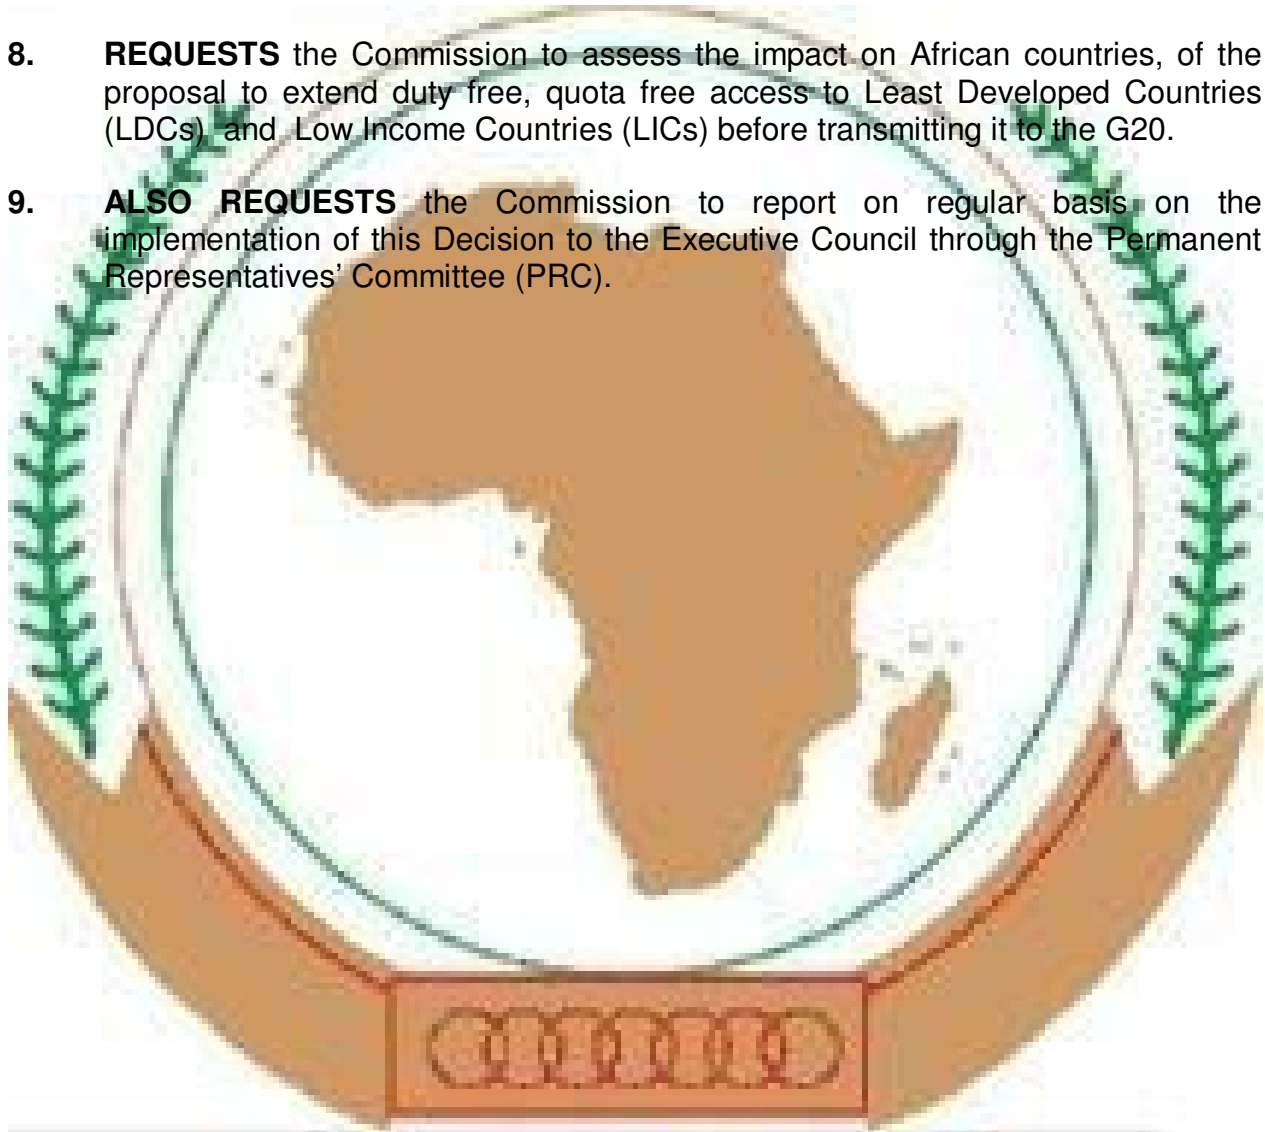 8. REQUESTS the Commission to assess the impact on African countries, of the
proposal to extend duty free, quota free access to Least Developed Countries
(LDCs) and Low Income Countries (LICs) before transmitting it to the G20.
9. ALSO REQUESTS the Commission to report on regular basis on the
implementation of this Decision to the Executive Council through the Permanent
Representatives’ Committee (PRC).